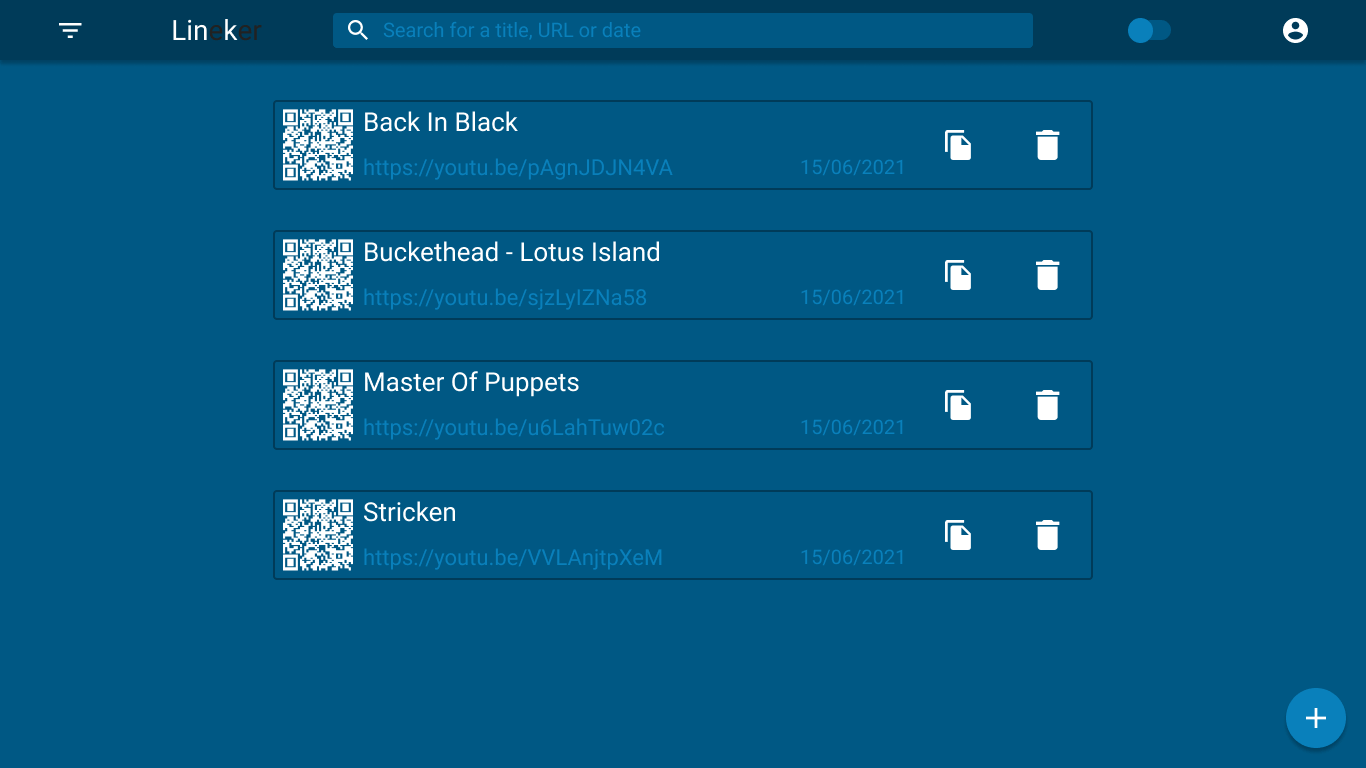 Lineker
Search for a title, URL or date
Back In Black
https://youtu.be/pAgnJDJN4VA
15/06/2021
Buckethead - Lotus Island
https://youtu.be/sjzLyIZNa58
15/06/2021
Master Of Puppets
https://youtu.be/u6LahTuw02c
15/06/2021
Stricken
https://youtu.be/VVLAnjtpXeM
15/06/2021